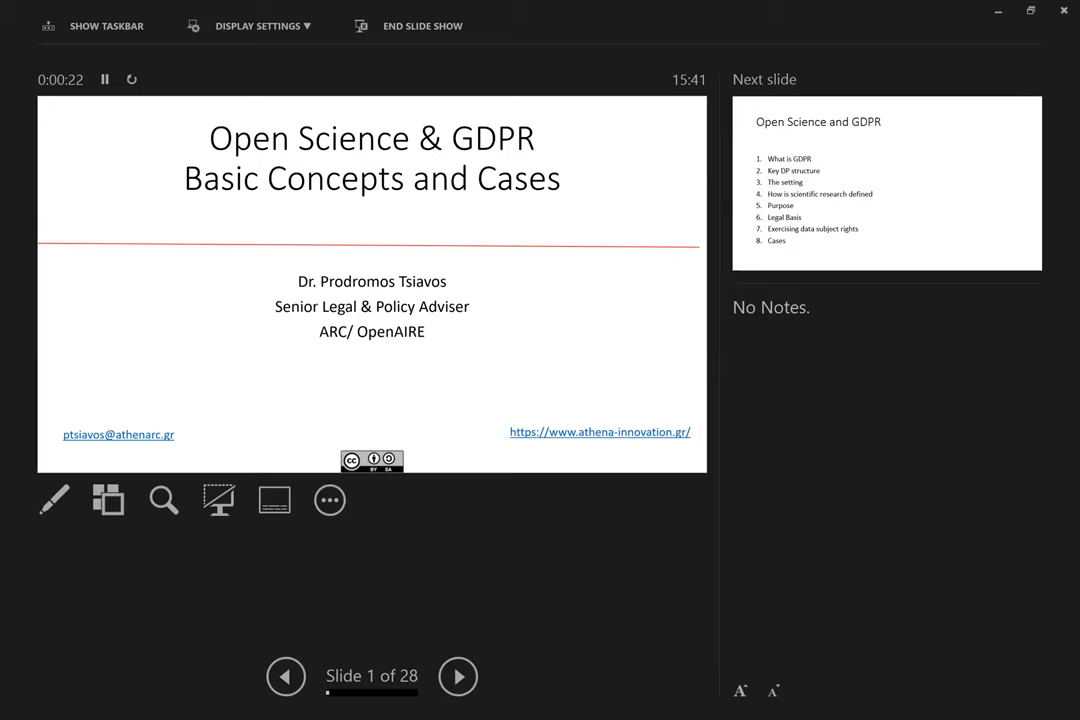 SHOW TASKBAR
DISPLAY SETTINGS ▼
END SLIDE SHOW
0:00:22
15:41
Open Science & GDPR
Basic Concepts and Cases
Dr. Prodromos Tsiavos
Senior Legal & Policy Adviser
ARC/ OpenAIRE
ptsiavos@athenarc.gr
https://www.athena-innovation.gr/
cc
BY SA
Slide 1 of 28
Next slide
Open Science and GDPR
1. What is GDPR
2. Key DP structure
3. The setting
4. How is scientific research defined
5. Purpose
6. Legal Basis
7. Exercising data subject rights
8. Cases
No Notes.
A A